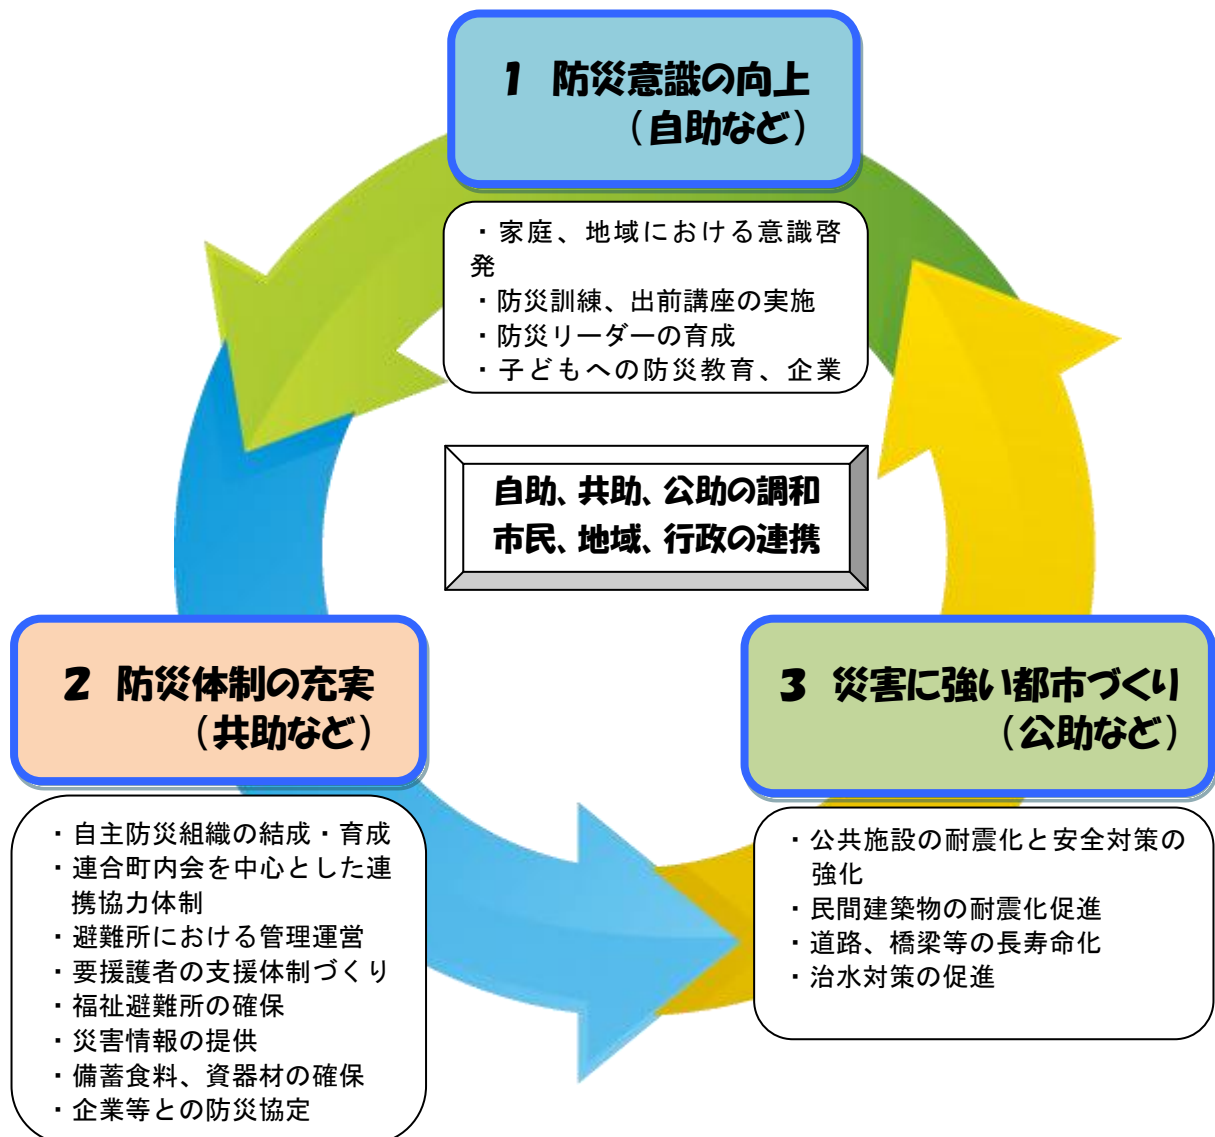 1 防災意識の向上
（自助など）
・家庭、地域における意識啓
発
・防災訓練、出前講座の実施
・防災リーダーの育成
・子どもへの防災教育、企業
自助、共助、公助の調和
市民、地域、行政の連携
2 防災体制の充実
（共助など）
・自主防災組織の結成・育成
・連合町内会を中心とした連
携協力体制
・避難所における管理運営
・要援護者の支援体制づくり
・福祉避難所の確保
・災害情報の提供
・備蓄食料、資器材の確保
・企業等との防災協定
3 災害に強い都市づくり
（公助など）
・公共施設の耐震化と安全対策の
強化
・民間建築物の耐震化促進
・道路、橋梁等の長寿命化
・治水対策の促進